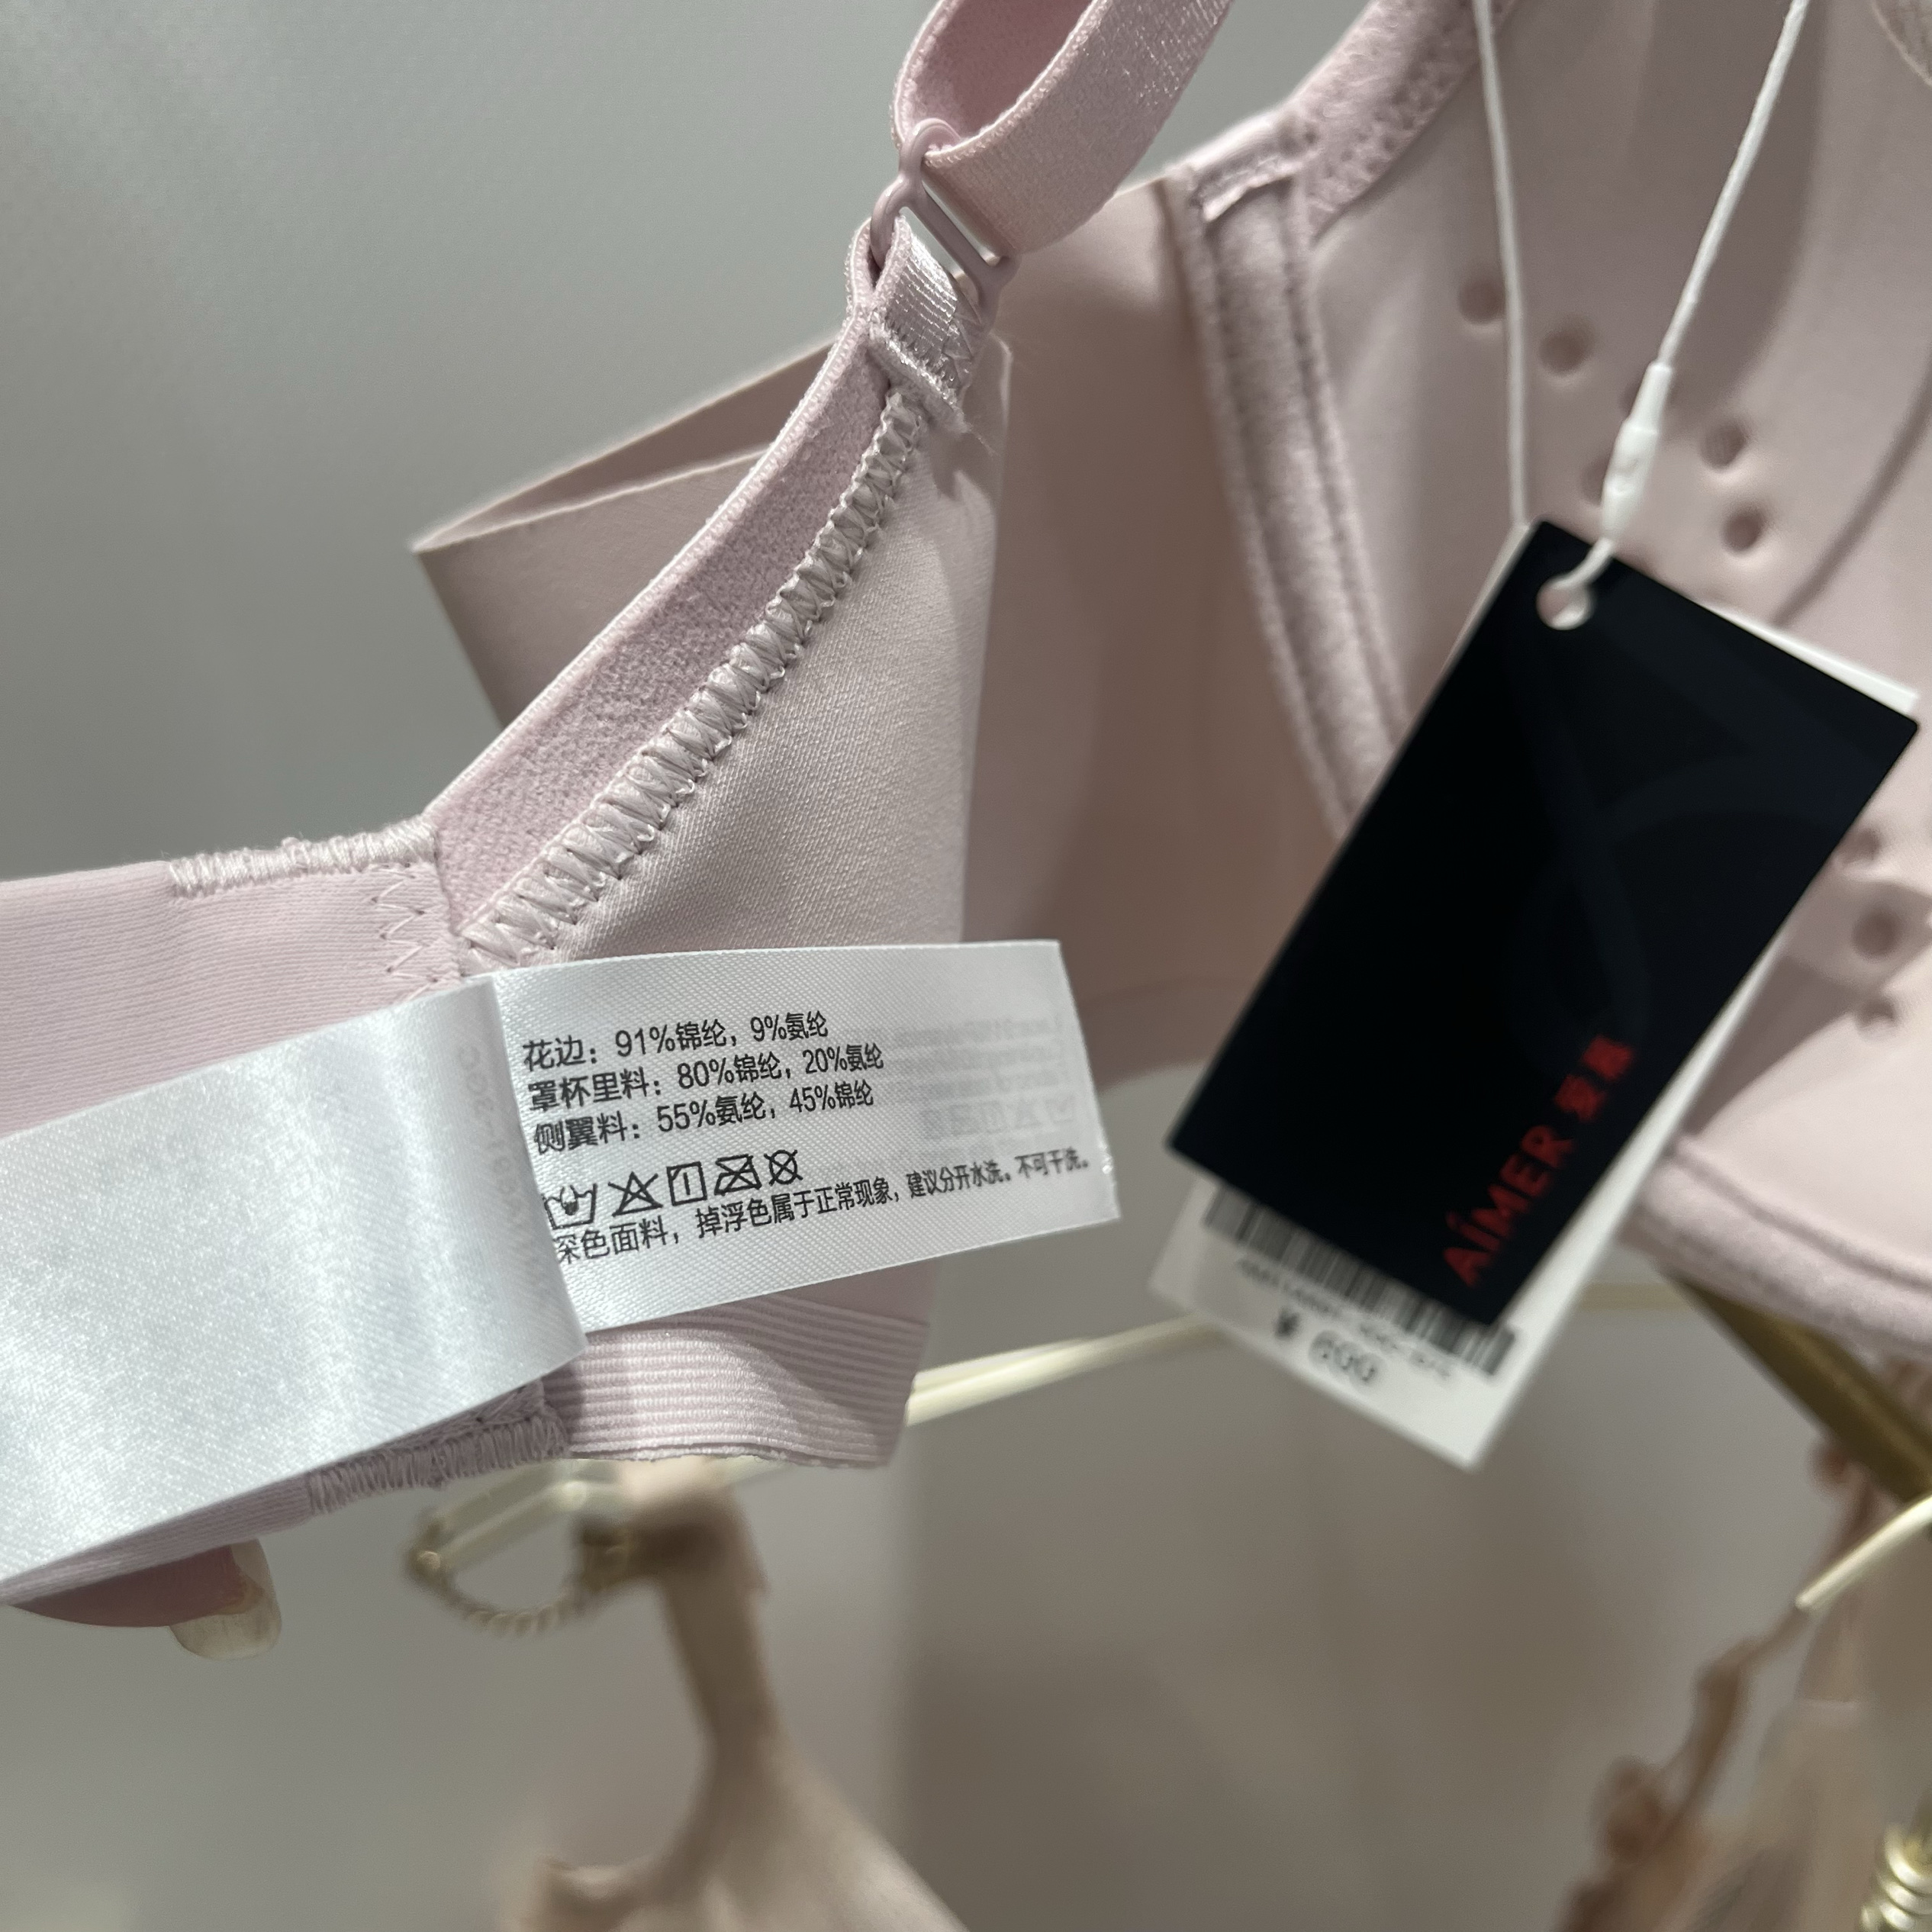 花边：91%锦纶，9%氨纶
罩杯里料：80%锦纶，20%氨纶
侧翼料：55%氨纶，45%锦纶
深色面料，掉浮色属于正常现象，建议分开水洗。不可干洗。
AiMER 爱慕